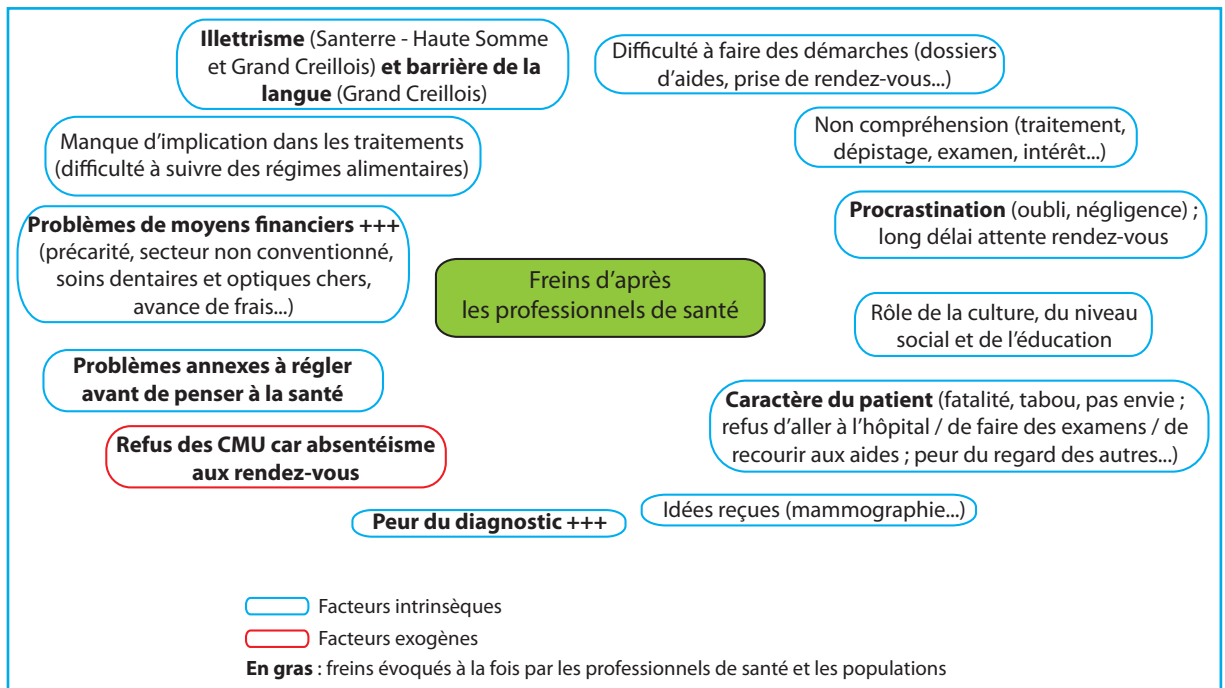 Illettrisme (Santerre - Haute Somme
et Grand Creillois) et barrière de la
langue (Grand Creillois)
Difficulté à faire des démarches (dossiers
d'aides, prise de rendez-vous...)
Manque d'implication dans les traitements
(difficulté à suivre des régimes alimentaires)
Non compréhension (traitement,
dépistage, examen, intérêt...)
Problèmes de moyens financiers +++
(précarité, secteur non conventionné,
soins dentaires et optiques chers,
avance de frais...)
Procrastination (oubli, négligence) ;
long délai attente rendez-vous
Freins d'après
les professionnels de santé
Rôle de la culture, du niveau
social et de l'éducation
Problèmes annexes à régler
avant de penser à la santé
Caractère du patient (fatalité, tabou, pas envie ;
refus d'aller à l'hôpital / de faire des examens / de
recourir aux aides ; peur du regard des autres...)
Refus des CMU car absentéisme
aux rendez-vous
Peur du diagnostic +++
Idées reçues (mammographie...)
Facteurs intrinsèques
Facteurs exogènes
En gras : freins évoqués à la fois par les professionnels de santé et les populations